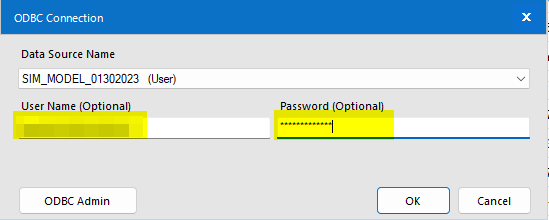 ODBC Connection X
Data Source Name
SIM_MODEL_01302023 (User)
User Name (Optional) Password (Optional)
*************
ODBC Admin OK Cancel